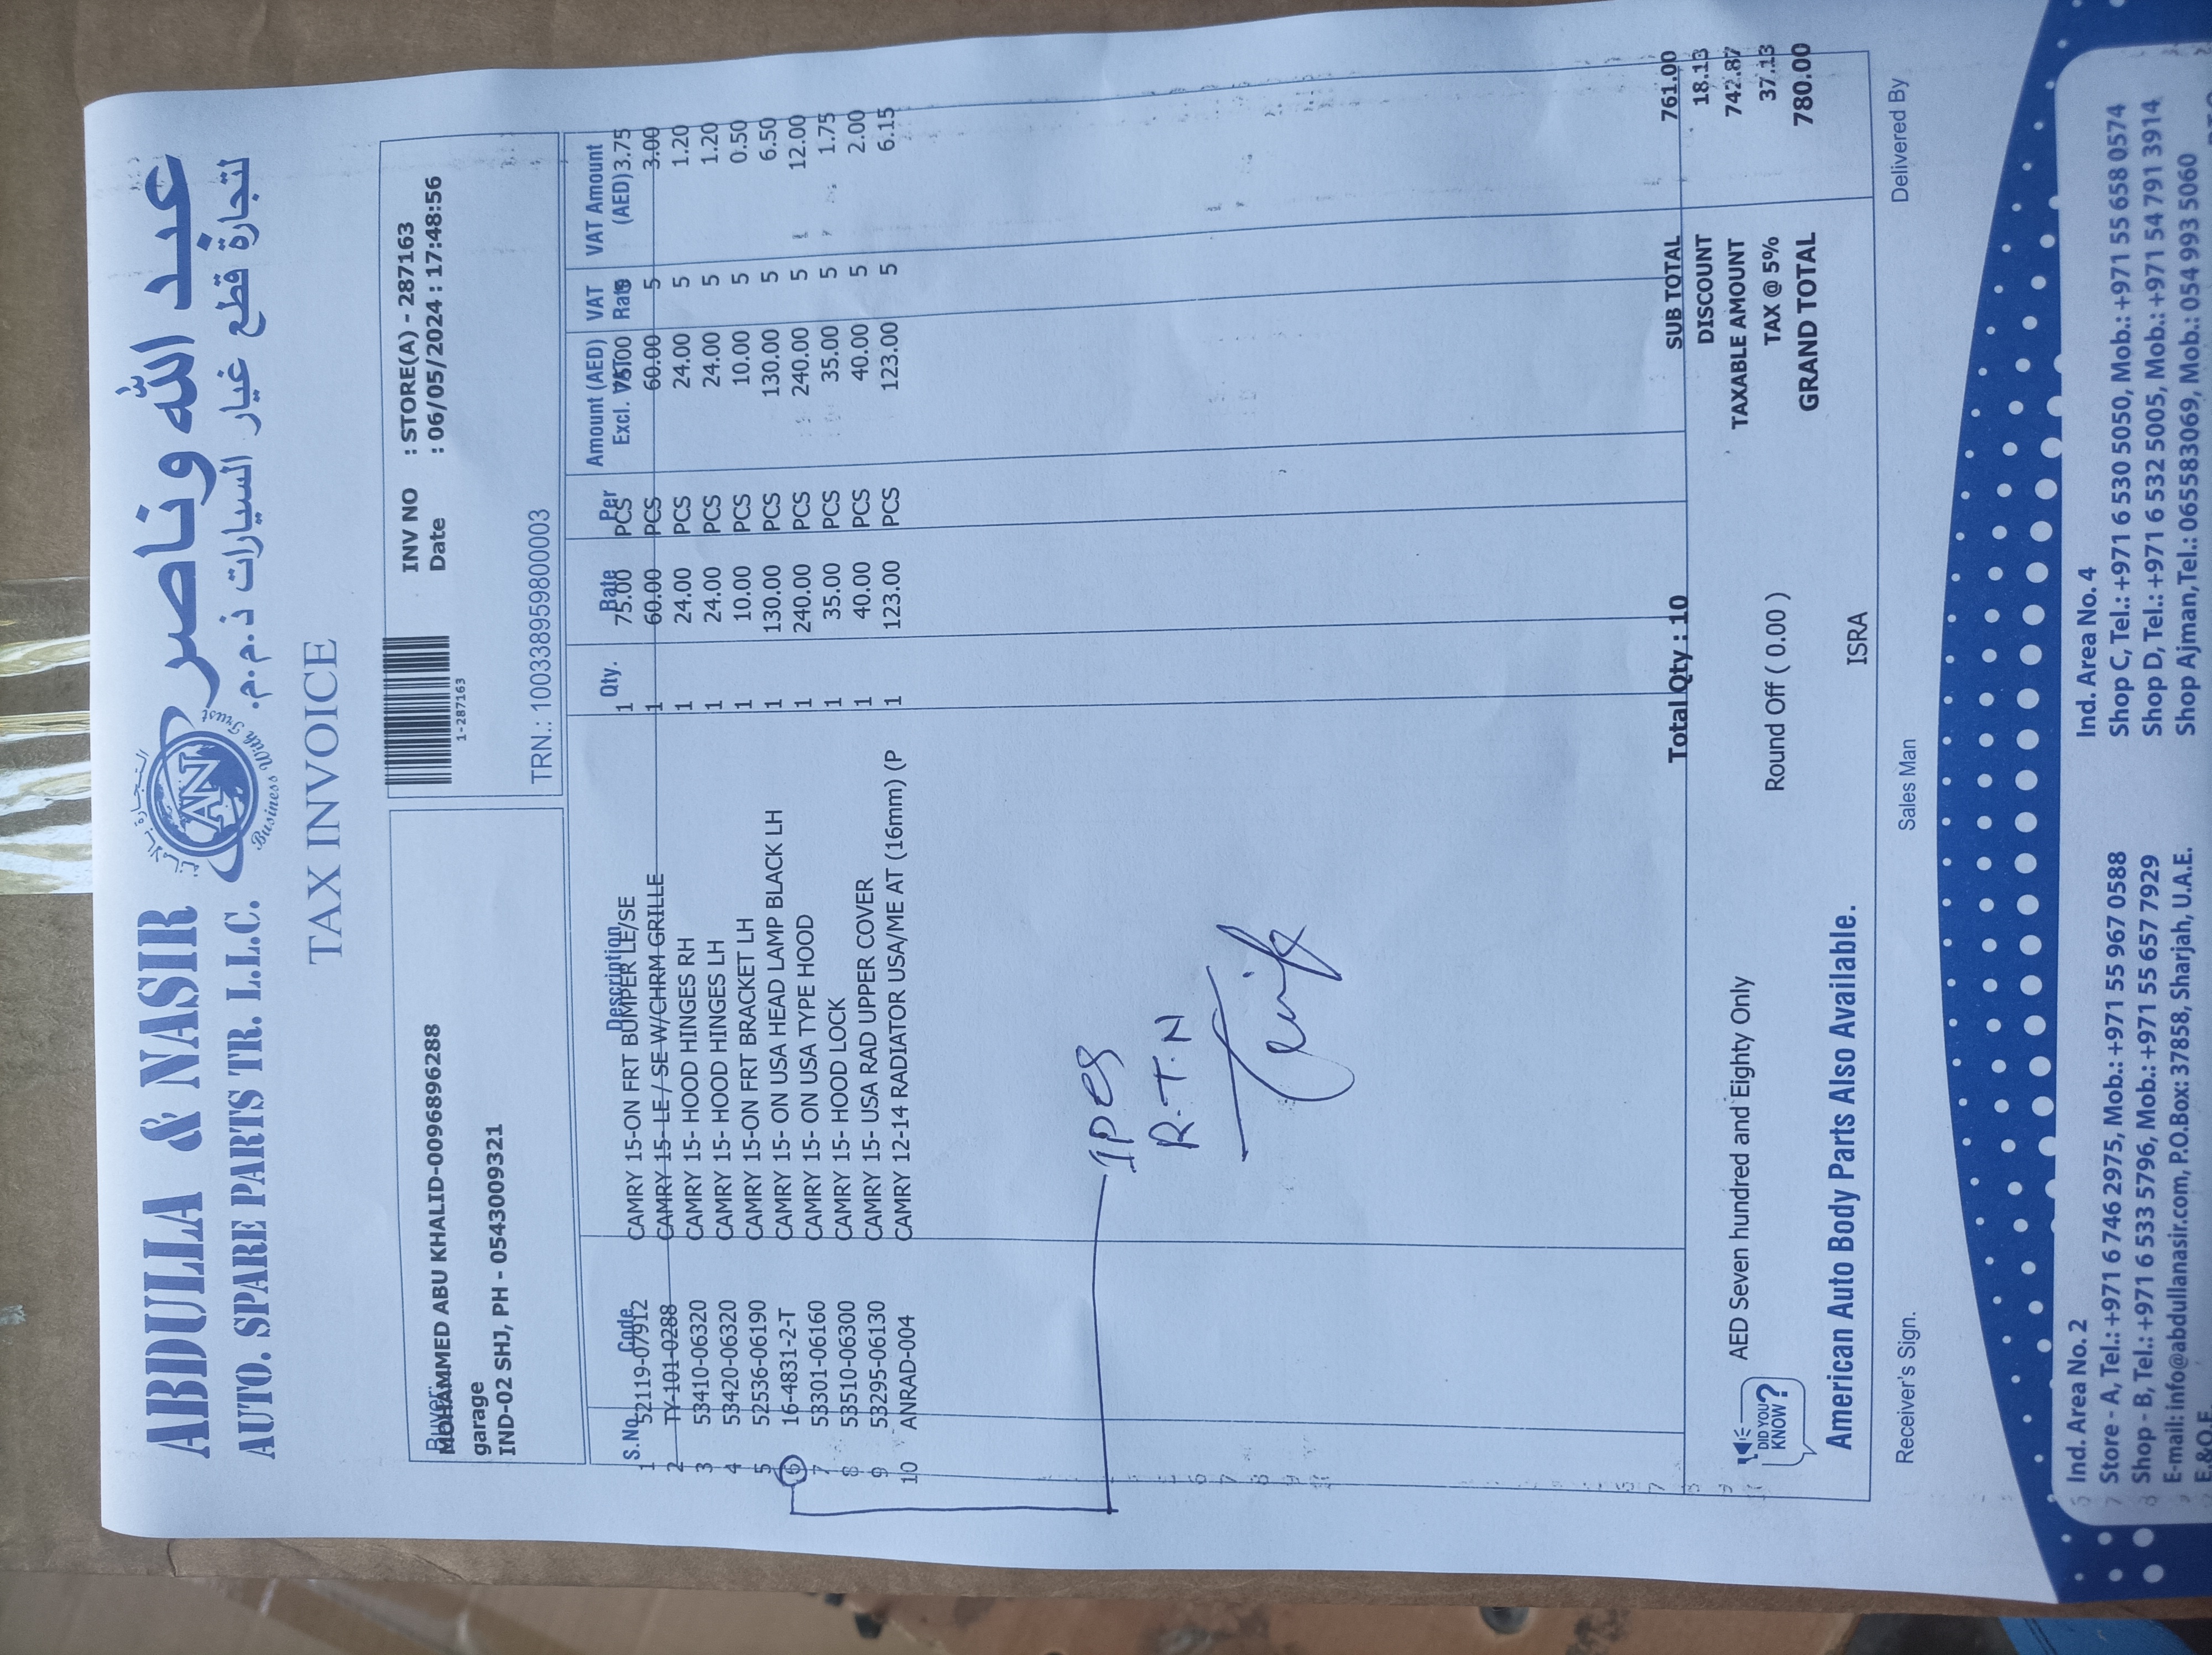 ABDULLA & NASIR
AUTO. SPARE PARTS TR. L.L.C.
عبد الله وناصر
لتجارة قطع غيار السيارات ذ.م.م.
AN
Business With Trust
TAX INVOICE
Buyer:
MOHAMMED ABU KHALID-0096896288
garage
IND-02 SHJ, PH - 0543009321
1-287163
INV NO : STORE(A) - 287163
Date : 06/05/2024 : 17:48:56
TRN.: 100338959800003
S.No. Code Description Qty. Rate Per Amount (AED) Excl. VAT VAT Rate VAT Amount (AED)
1 52119-07912 CAMRY 15-ON FRT BUMPER LE/SE 1 75.00 PCS 75.00 5 3.75
2 TY-101-0288 CAMRY 15- LE / SE W/CHRM GRILLE 1 60.00 PCS 60.00 5 3.00
3 53410-06320 CAMRY 15- HOOD HINGES RH 1 24.00 PCS 24.00 5 1.20
4 53420-06320 CAMRY 15- HOOD HINGES LH 1 24.00 PCS 24.00 5 1.20
5 52536-06190 CAMRY 15-ON FRT BRACKET LH 1 10.00 PCS 10.00 5 0.50
6 16-4831-2-T CAMRY 15- ON USA HEAD LAMP BLACK LH 1 130.00 PCS 130.00 5 6.50
7 53301-06160 CAMRY 15- ON USA TYPE HOOD 1 240.00 PCS 240.00 5 12.00
8 53510-06300 CAMRY 15- HOOD LOCK 1 35.00 PCS 35.00 5 1.75
9 53295-06130 CAMRY 15- USA RAD UPPER COVER 1 40.00 PCS 40.00 5 2.00
10 ANRAD-004 CAMRY 12-14 RADIATOR USA/ME AT (16mm) (P 1 123.00 PCS 123.00 5 6.15
1pcs
R.T.N
Total Qty : 10
SUB TOTAL 761.00
DISCOUNT 18.13
TAXABLE AMOUNT 742.87
TAX @ 5% 37.13
GRAND TOTAL 780.00
DID YOU KNOW?
AED Seven hundred and Eighty Only
Round Off ( 0.00 )
American Auto Body Parts Also Available.
ISRA
Receiver's Sign.
Sales Man
Delivered By
Ind. Area No. 2
Store - A, Tel.: +971 6 746 2975, Mob.: +971 55 967 0588
Shop - B, Tel.: +971 6 533 5796, Mob.: +971 55 657 7929
E-mail: info@abdullanasir.com, P.O.Box: 37858, Sharjah, U.A.E.
E.&O.E.
Ind. Area No. 4
Shop C, Tel.: +971 6 530 5050, Mob.: +971 55 658 0574
Shop D, Tel.: +971 6 532 5005, Mob.: +971 54 791 3914
Shop Ajman, Tel.: 065583069, Mob.: 054 993 5060